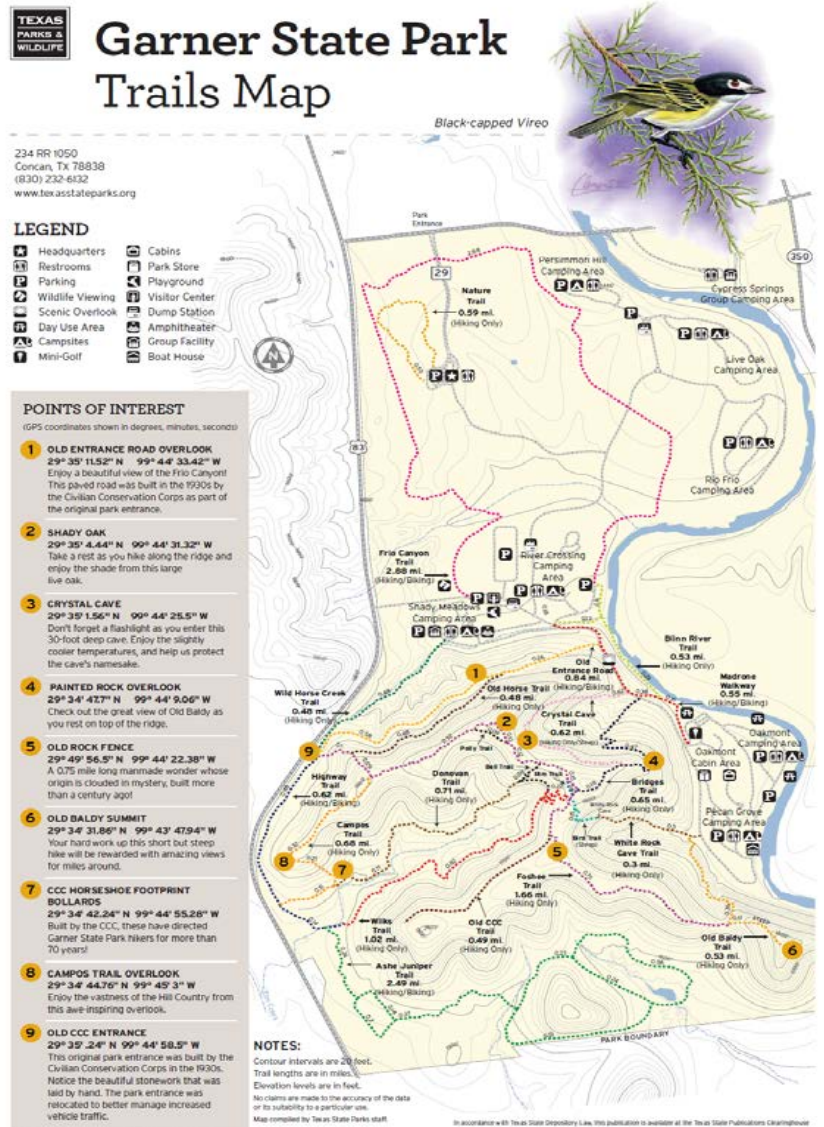 TEXAS
PARKS &
WILDLIFE
Garner State Park
Trails Map
Black-capped Vireo
234 RR 1050
Concan, TX 78838
(830) 232-6132
www.texasstateparks.org
LEGEND
Headquarters
Restrooms
Parking
Wildlife Viewing
Scenic Overlook
Day Use Area
Campsites
Mini-Golf
Cabins
Park Store
Playground
Visitor Center
Dump Station
Amphitheater
Group Facility
Boat House
POINTS OF INTEREST
(GPS coordinates shown in degrees, minutes, seconds)
1 OLD ENTRANCE ROAD OVERLOOK
29° 35' 11.52" N 99° 44' 33.42" W
Enjoy a beautiful view of the Frio Canyon!
This paved road was built in the 1930s by
the Civilian Conservation Corps as part of
the original park entrance.
2 SHADY OAK
29° 35' 4.44" N 99° 44' 31.32" W
Take a rest as you hike along the ridge and
enjoy the shade from this large
live oak.
3 CRYSTAL CAVE
29° 35' 1.56" N 99° 44' 25.5" W
Don't forget a flashlight as you enter this
30-foot deep cave. Enjoy the slightly
cooler temperatures, and help us protect
the cave's namesake.
4 PAINTED ROCK OVERLOOK
29° 34' 47.7" N 99° 44' 9.06" W
Check out the great view of Old Baldy as
you rest on top of the ridge.
5 OLD ROCK FENCE
29° 49' 56.5" N 99° 44' 22.38" W
A 0.75 mile long manmade wonder whose
origin is clouded in mystery, built more
than a century ago!
6 OLD BALDY SUMMIT
29° 34' 31.86" N 99° 43' 47.94" W
Your hard work up this short but steep
hike will be rewarded with amazing views
for miles around.
7 CCC HORSESHOE FOOTPRINT
BOLLARDS
29° 34' 42.24" N 99° 44' 55.28" W
Built by the CCC, these have directed
Garner State Park hikers for more than
70 years!
8 CAMPOS TRAIL OVERLOOK
29° 34' 44.76" N 99° 45' 3" W
Enjoy the vastness of the Hill Country from
this awe-inspiring overlook.
9 OLD CCC ENTRANCE
29° 35' .24" N 99° 44' 58.5" W
This original park entrance was built by the
Civilian Conservation Corps in the 1930s.
Notice the beautiful stonework that was
laid by hand. The park entrance was
relocated to better manage increased
vehicle traffic.
Park
Entrance
29
350
83
N
Nature
Trail
0.59 mi.
(Hiking Only)
Persimmon Hill
Camping Area
Cypress Springs
Group Camping Area
Live Oak
Camping Area
Rio Frio
Camping Area
Frio Canyon
Trail
2.88 mi.
(Hiking/Biking)
River Crossing
Camping
Area
Shady Meadows
Camping Area
Blinn River
Trail
0.53 mi.
(Hiking Only)
Old
Entrance Road
0.84 mi.
(Hiking/Biking)
Madrone
Walkway
0.55 mi.
(Hiking/Biking)
Wild Horse Creek
Trail
0.48 mi.
(Hiking Only)
Old Horse Trail
0.48 mi.
(Hiking Only)
Crystal Cave
Trail
0.62 mi.
Oakmont
Camping Area
Oakmont
Cabin Area
Highway
Trail
0.62 mi.
(Hiking/Biking)
Donovan
Trail
0.71 mi.
(Hiking Only)
Bridges
Trail
0.65 mi.
(Hiking Only)
Pecan Grove
Camping Area
Campos
Trail
0.68 mi.
(Hiking Only)
White Rock
Cave Trail
0.3 mi.
(Hiking Only)
Foshee
Trail
1.66 mi.
(Hiking Only)
Wilks
Trail
1.02 mi.
(Hiking Only)
Old CCC
Trail
0.49 mi.
(Hiking Only)
Old Baldy
Trail
0.53 mi.
(Hiking Only)
Ashe Juniper
Trail
2.49 mi.
(Hiking/Biking)
PARK BOUNDARY
NOTES:
Contour intervals are 20 feet.
Trail lengths are in miles.
Elevation levels are in feet.
No claims are made to the accuracy of the data
or its suitability to a particular use.
Map compiled by Texas State Parks staff.
In accordance with Texas State Depository Law, this publication is available at the Texas State Publications Clearinghouse